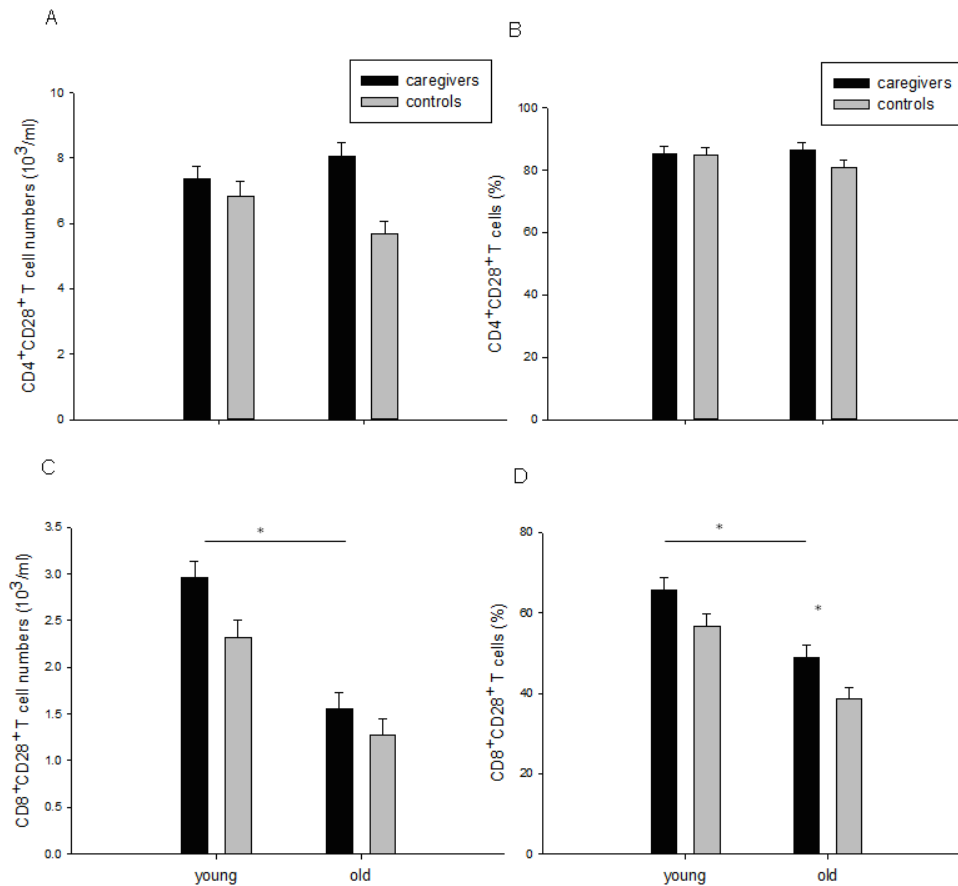 A
caregivers
controls
10
8
6
4
2
0
CD4+CD28+ T cell numbers (10³/ml)
B
caregivers
controls
100
80
60
40
20
0
CD4+CD28+ T cells (%)
C
*
3.5
3.0
2.5
2.0
1.5
1.0
0.5
0.0
CD8+CD28+ T cell numbers (10³/ml)
young
old
D
*
*
80
60
40
20
0
CD8+CD28+ T cells (%)
young
old